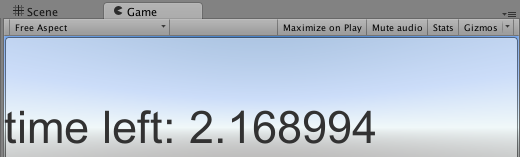 Scene Game
Free Aspect Maximize on Play Mute audio Stats Gizmos
time left: 2.168994